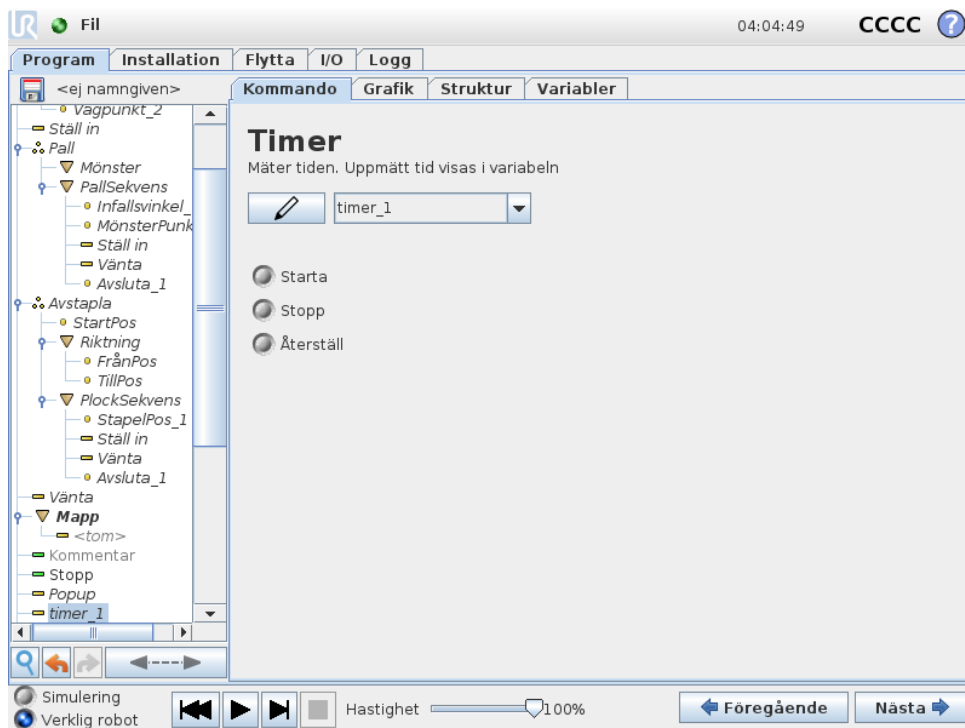 UR Fil 04:04:49 CCCC ?
Program Installation Flytta I/O Logg
<ej namngiven>
Kommando Grafik Struktur Variabler
Vägpunkt_2
Ställ in
Pall
Mönster
PallSekvens
Infallsvinkel_
MönsterPunk
Ställ in
Vänta
Avsluta_1
Avstapla
StartPos
Riktning
FrånPos
TillPos
PlockSekvens
StapelPos_1
Ställ in
Vänta
Avsluta_1
Vänta
Mapp
<tom>
Kommentar
Stopp
Popup
timer_1
Timer
Mäter tiden. Uppmätt tid visas i variabeln
timer_1
Starta
Stopp
Återställ
Simulering
Verklig robot
Hastighet 100%
Föregående Nästa